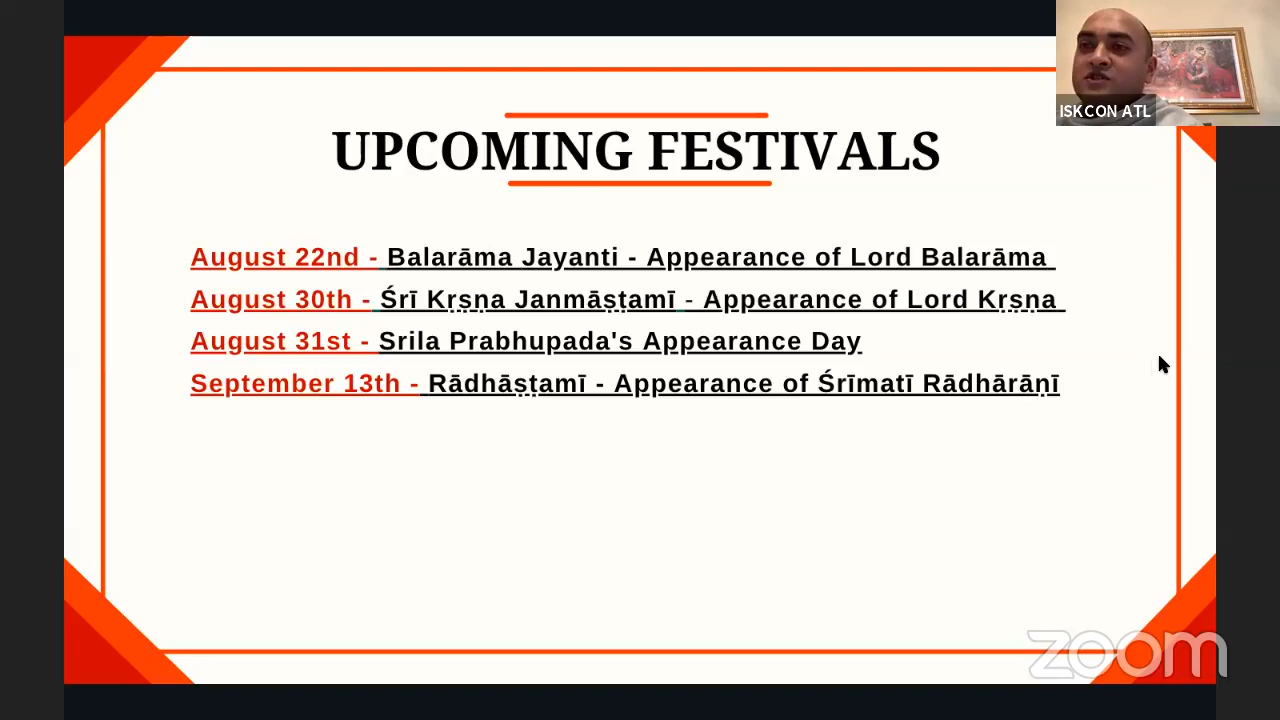 ISKCON ATL
UPCOMING FESTIVALS
August 22nd - Balarāma Jayanti - Appearance of Lord Balarāma
August 30th - Śrī Kṛṣṇa Janmāṣṭamī - Appearance of Lord Kṛṣṇa
August 31st - Srila Prabhupada's Appearance Day
September 13th - Rādhāṣṭamī - Appearance of Śrīmatī Rādhārāṇī
zoom